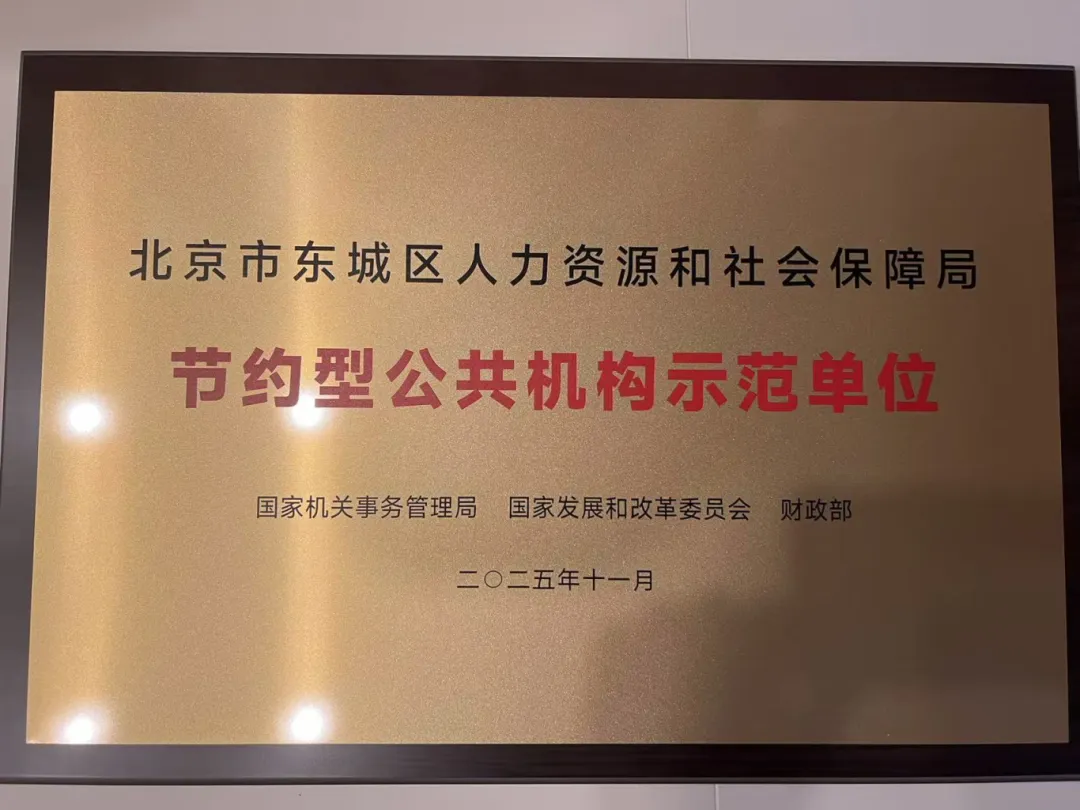 北京市东城区人力资源和社会保障局
节约型公共机构示范单位
国家机关事务管理局 国家发展和改革委员会 财政部
二〇二五年十一月